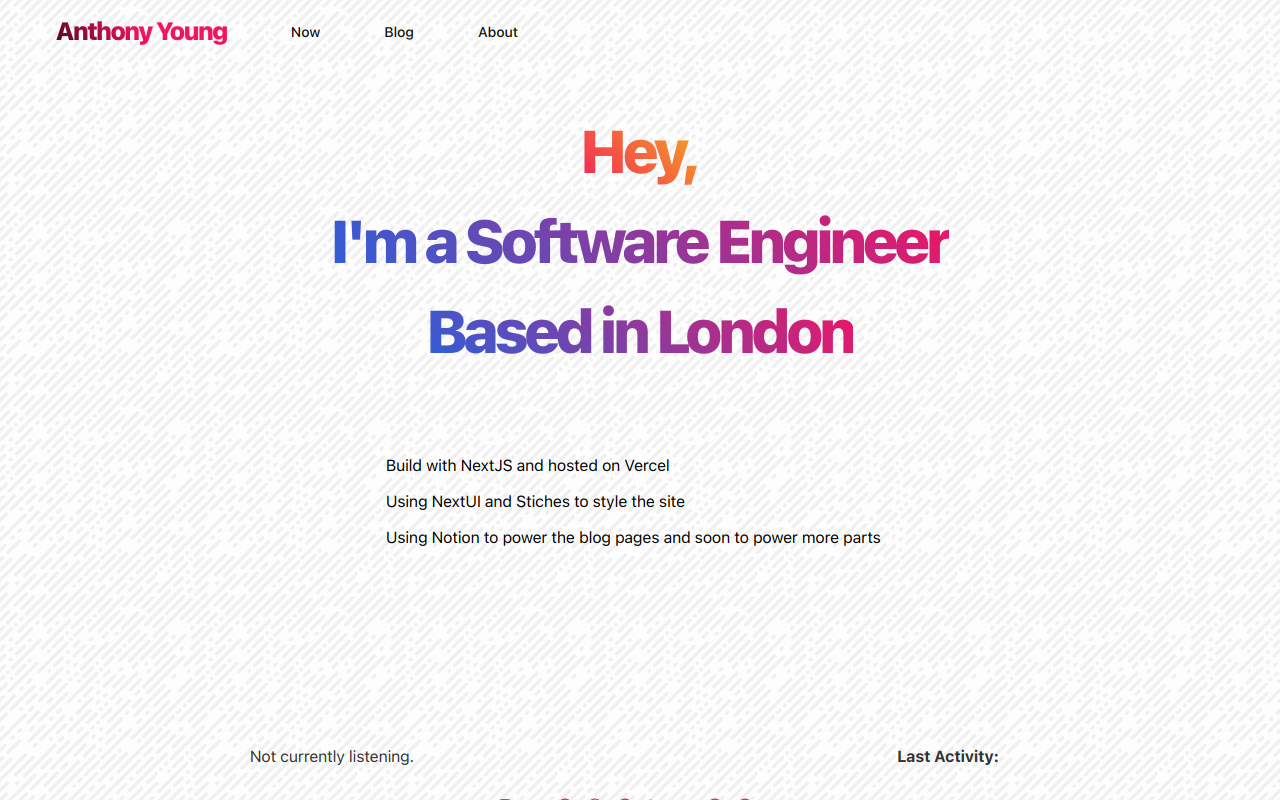 Anthony Young
Now
Blog
About
Hey,
I'm a Software Engineer
Based in London
Build with NextJS and hosted on Vercel
Using NextUI and Stiches to style the site
Using Notion to power the blog pages and soon to power more parts
Not currently listening.
Last Activity: